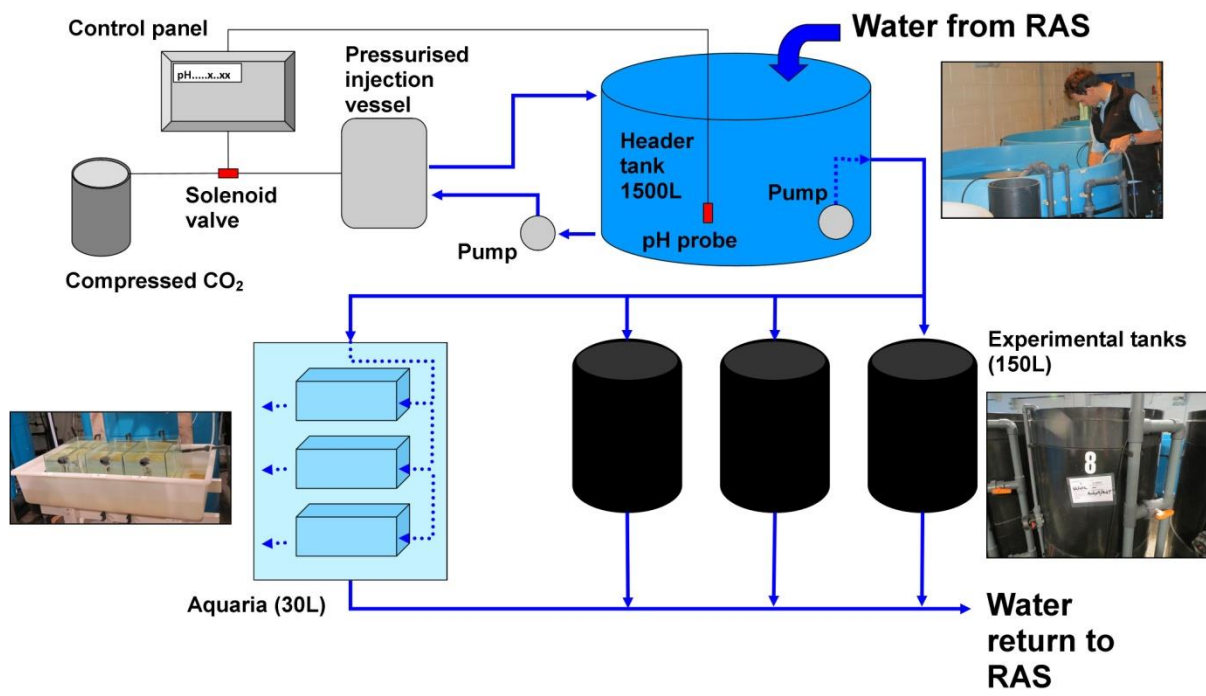 Control panel
pH.....x..xx
Pressurised
injection
vessel
Water from RAS
Header
tank
1500L
Pump
pH probe
Solenoid
valve
Pump
Compressed CO₂
Experimental tanks
(150L)
8
Aquaria (30L)
Water
return to
RAS